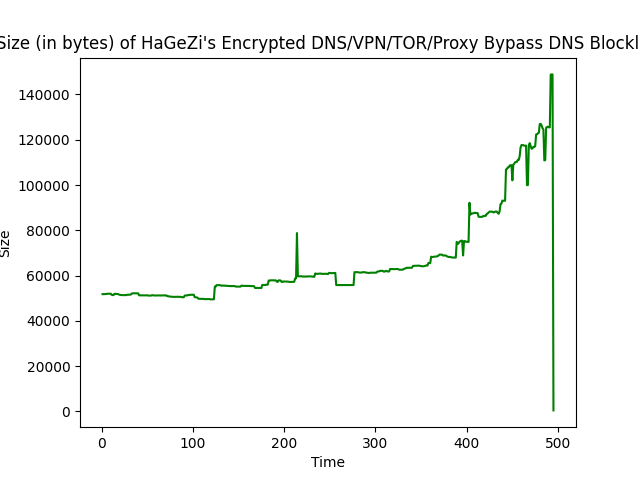 Size (in bytes) of HaGeZi's Encrypted DNS/VPN/TOR/Proxy Bypass DNS Blockl
140000
120000
100000
80000
60000
40000
20000
0
Size
0 100 200 300 400 500
Time